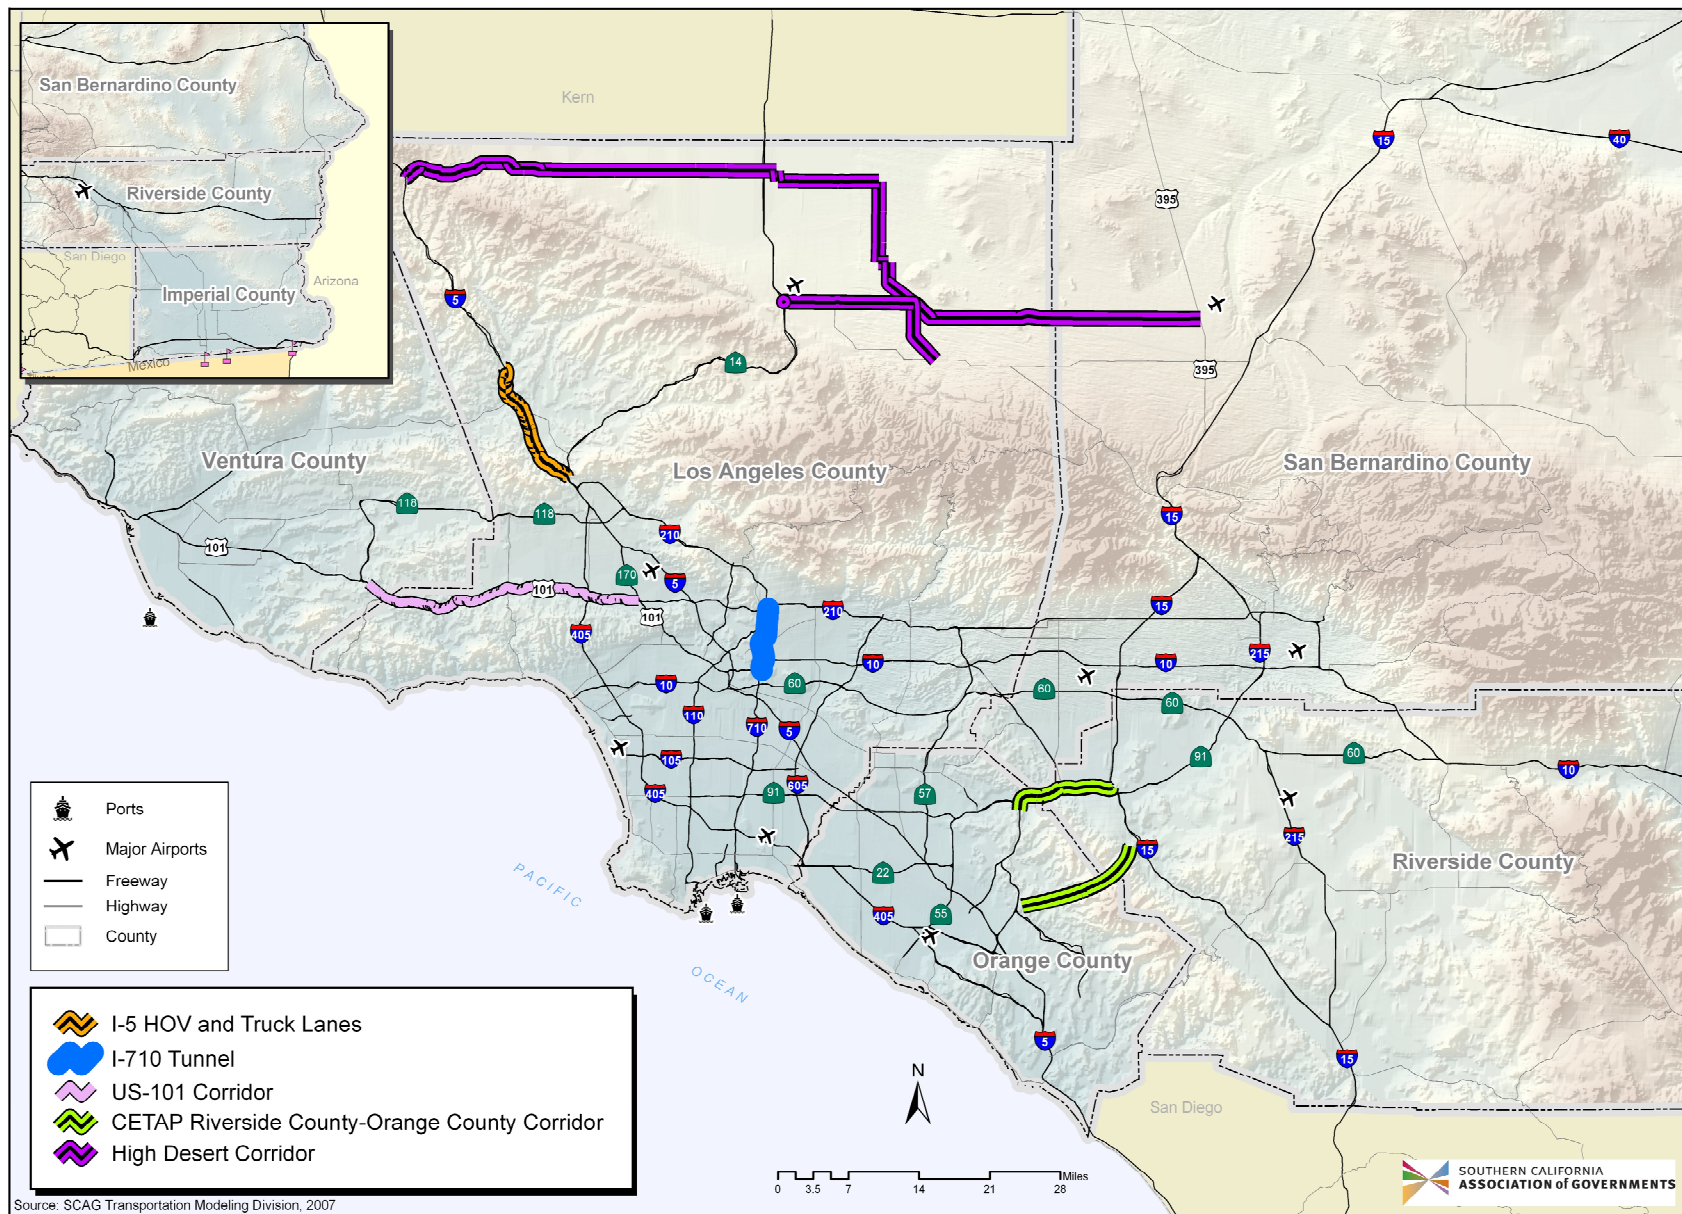 San Bernardino County
Riverside County
San Diego
Arizona
Imperial County
Mexico
Kern
15
40
395
5
14
395
Ventura County
Los Angeles County
San Bernardino County
118
118
15
210
101
170
5
101
101
210
15
405
10
10
215
10
60
60
60
110
710
5
91
60
105
10
405
605
91
57
215
15
Riverside County
22
405
55
Orange County
PACIFIC
OCEAN
5
15
San Diego
Ports
Major Airports
Freeway
Highway
County
I-5 HOV and Truck Lanes
I-710 Tunnel
US-101 Corridor
CETAP Riverside County-Orange County Corridor
High Desert Corridor
N
Miles
0 3.5 7 14 21 28
SOUTHERN CALIFORNIA
ASSOCIATION of GOVERNMENTS
Source: SCAG Transportation Modeling Division, 2007